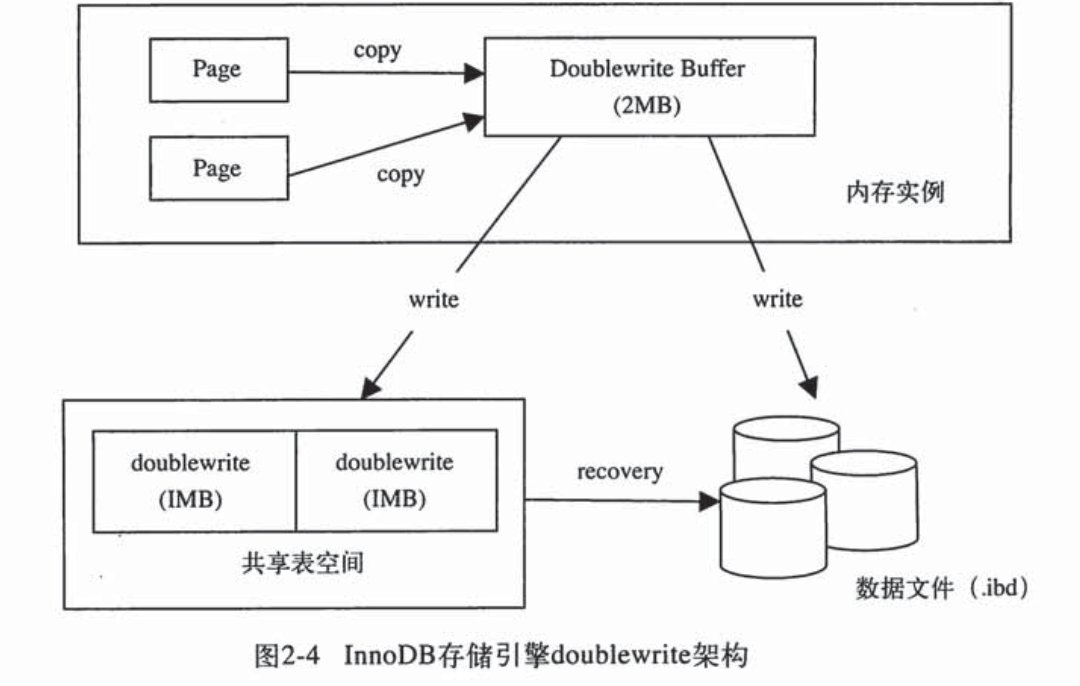 copy
Page
Doublewrite Buffer
(2MB)
Page
copy
内存实例
write
write
doublewrite
(IMB)
doublewrite
(IMB)
recovery
共享表空间
数据文件（.ibd）
图2-4 InnoDB存储引擎doublewrite架构